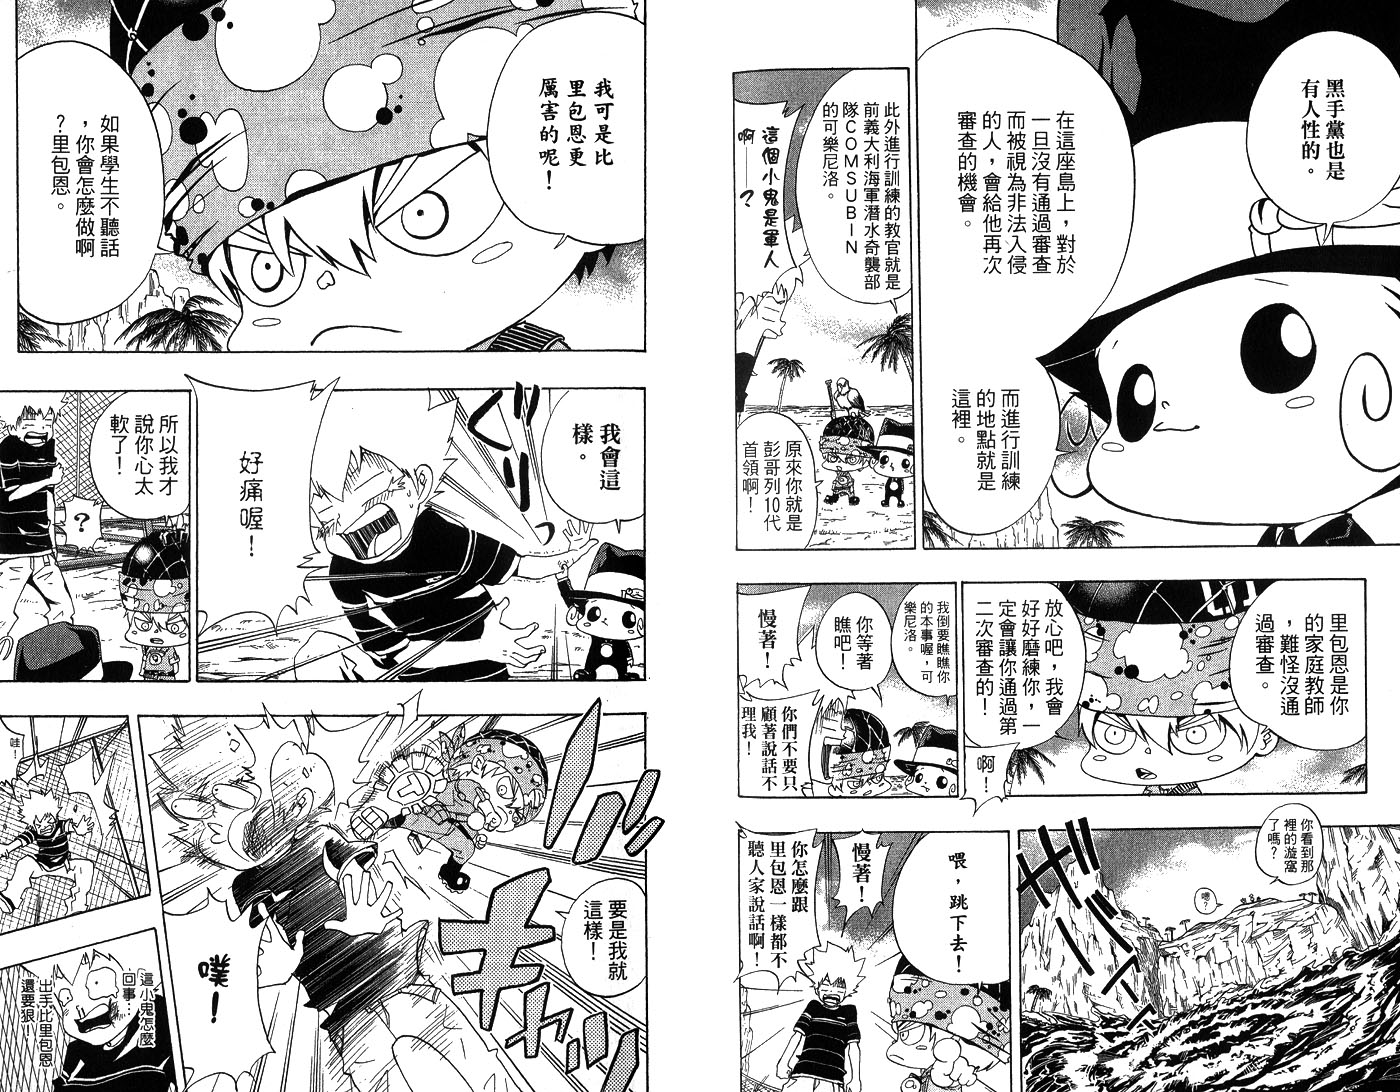 黑手黨也是
有人性的。
在這座島上，對於
一旦沒有通過審查
而被視為非法入侵
的人，會給他再次
審查的機會。
而進行訓練
的地點就是
這裡。
此外進行訓練的教官就是
前義大利海軍潛水奇襲部
隊COMSUBIN
的可樂尼洛。
這個小鬼是軍人
啊——？
原來你就是
彭哥列10代
首領啊！
里包恩是你
的家庭教師
，難怪沒通
過審查。
放心吧，我會
好好磨練你，一
定會讓你通過第
二次審查的！
啊！
我倒要瞧瞧你
的本事喔，可
樂尼洛。
你等著
瞧吧！
慢著！
你們不要只
顧著說話不
理我！
你看到那
裡的漩窩
了嗎？
嗯？
喂，跳
下去！
慢著！
你怎麼跟
里包恩一樣都不
聽人家說話啊！
我可是比
里包恩更
厲害的呢！
如果學生不聽話
，你會怎麼做啊
？里包恩。
我會這
樣。
ぐいっ
好痛喔！
所以我才
說你心太
軟了！
？
要是我就
這樣！
バキッ
噗！
哇！
這小鬼怎麼
回事…
出手比里包恩
還要狠！！